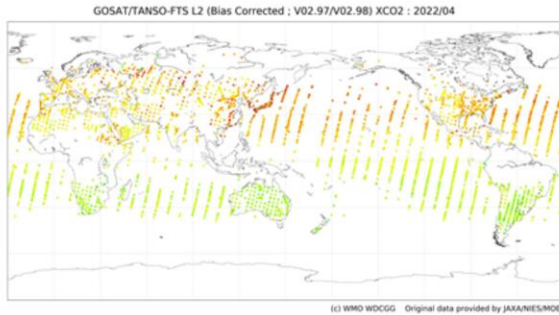 GOSAT/TANSO-FTS L2 (Bias Corrected ; V02.97/V02.98) XCO2 : 2022/04
(c) WMO WDCGG Original data provided by JAXA/NIES/MOE